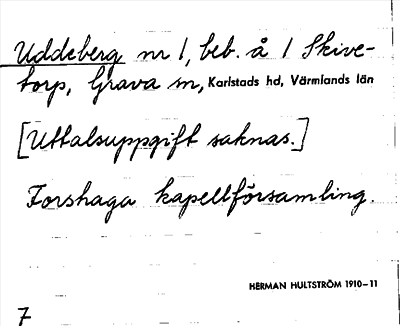 Uddeberg nr 1, beb. å 1 Skive-
torp, Grava sn, Karlstads hd, Värmlands län
[Uttalsuppgift saknas.]
Forshaga kapellförsamling.
HERMAN HULTSTRÖM 1910–11
7